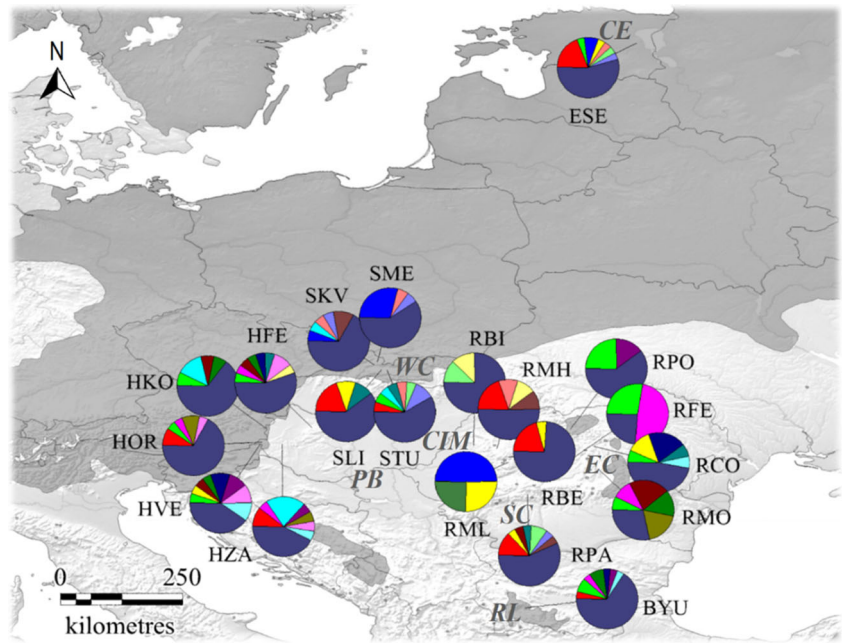 N
CE
ESE
SME
SKV
HFE
WC
RBI
RMH
RPO
HKO
RFE
HOR
SLI
STU
CIM
EC
RCO
PB
RBE
HVE
RML
SC
RMO
HZA
RPA
0 250
kilometres
RL
BYU